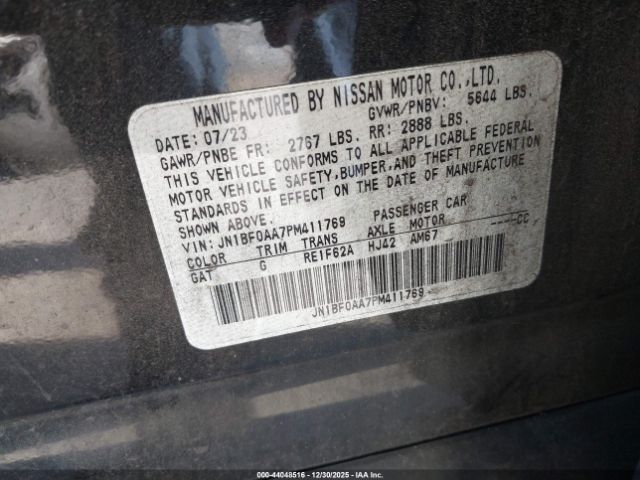 MANUFACTURED BY NISSAN MOTOR CO.,LTD.
DATE: 07/23 GVWR/PNBV: 5644 LBS.
GAWR/PNBE FR: 2767 LBS. RR: 2888 LBS.
THIS VEHICLE CONFORMS TO ALL APPLICABLE FEDERAL
MOTOR VEHICLE SAFETY,BUMPER,AND THEFT PREVENTION
STANDARDS IN EFFECT ON THE DATE OF MANUFACTURE
SHOWN ABOVE.
VIN: JN1BF0AA7PM411769 PASSENGER CAR
COLOR TRIM TRANS AXLE MOTOR ----CC
GAT G RE1F62A HJ42 AM67
JN1BF0AA7PM411769
000-44048516 - 12/30/2025 - IAA Inc.